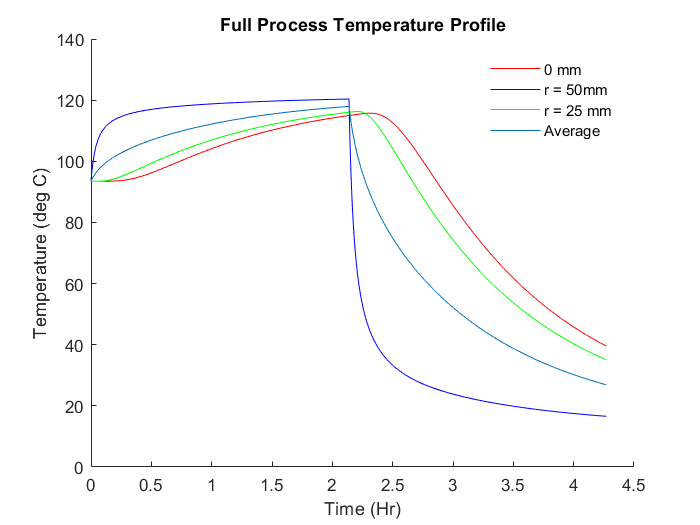 Full Process Temperature Profile
140
120
100
80
60
40
20
0
Temperature (deg C)
0 mm
r = 50mm
r = 25 mm
Average
0 0.5 1 1.5 2 2.5 3 3.5 4 4.5
Time (Hr)